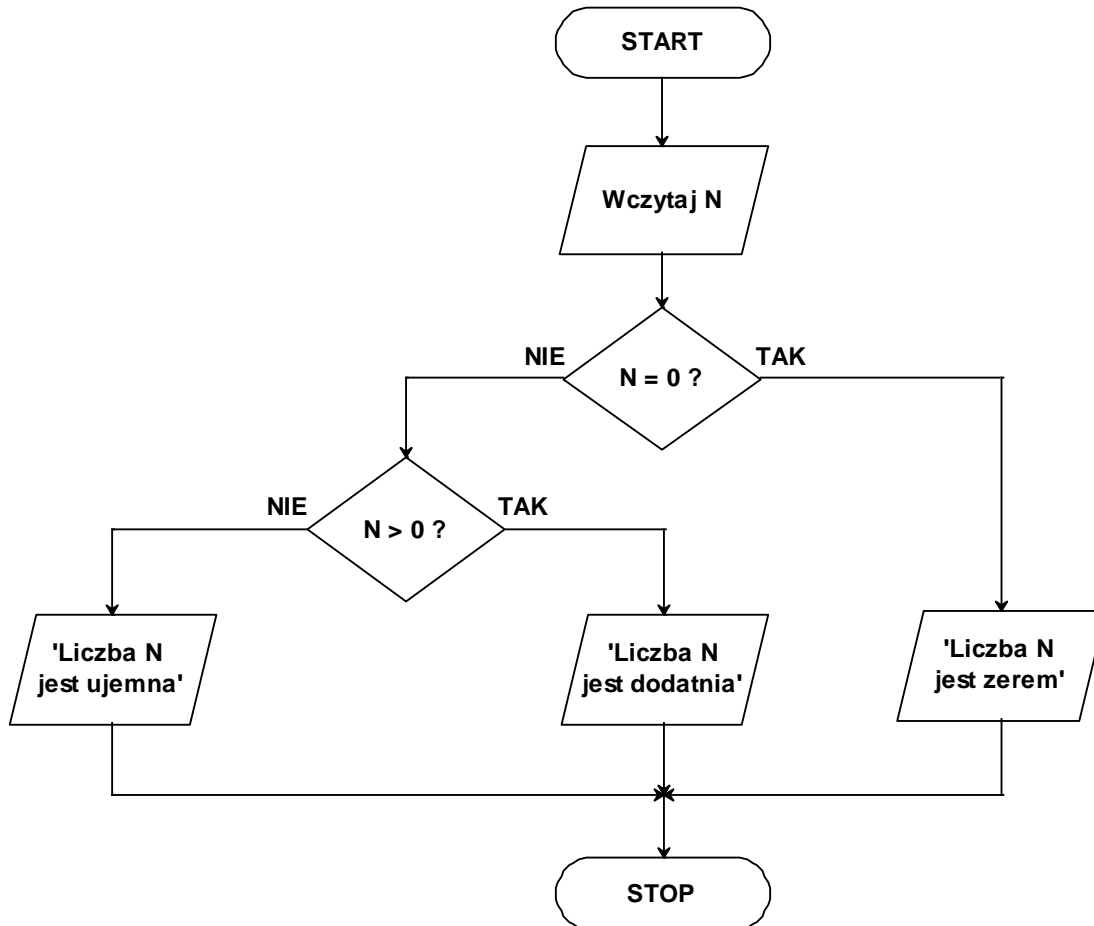 START
Wczytaj N
NIE
TAK
N = 0 ?
NIE
TAK
N > 0 ?
'Liczba N
jest ujemna'
'Liczba N
jest dodatnia'
'Liczba N
jest zerem'
STOP